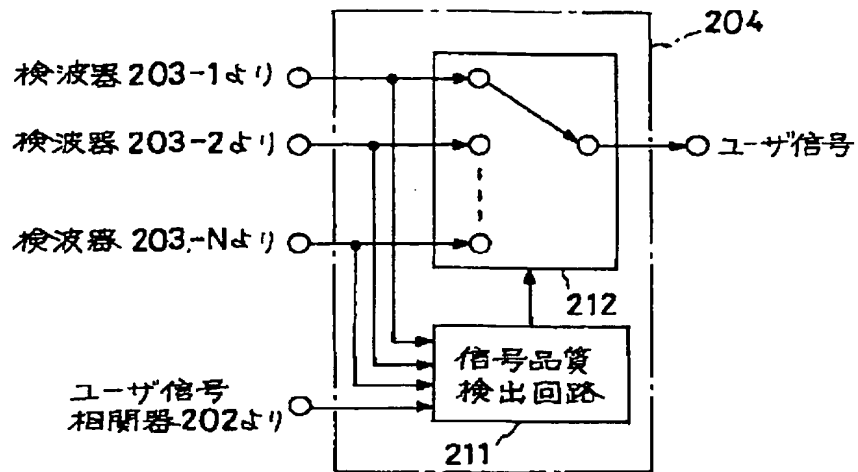 204
検波器203-1より
検波器203-2より
ユーザ信号
検波器203-Nより
212
信号品質
検出回路
ユーザ信号
相関器202より
211